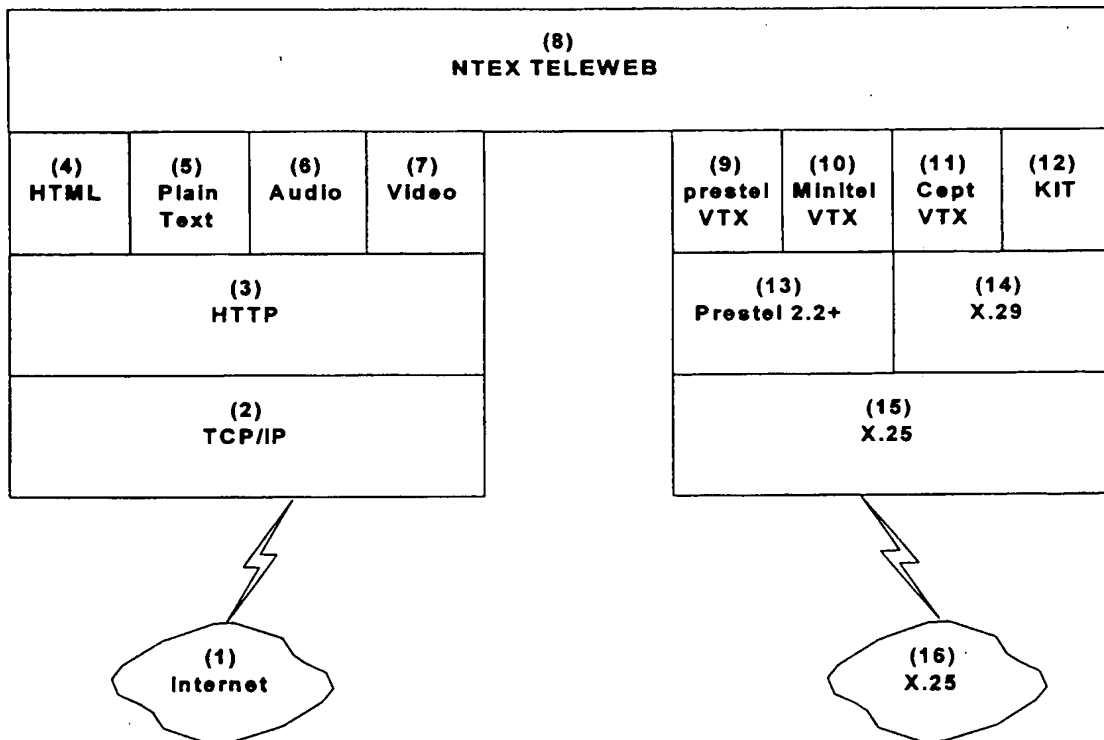 (8)
NTEX TELEWEB
(4)
HTML
(5)
Plain
Text
(6)
Audio
(7)
Video
(9)
prestel
VTX
(10)
Minitel
VTX
(11)
Cept
VTX
(12)
KIT
(3)
HTTP
(13)
Prestel 2.2+
(14)
X.29
(2)
TCP/IP
(15)
X.25
(1)
Internet
(16)
X.25